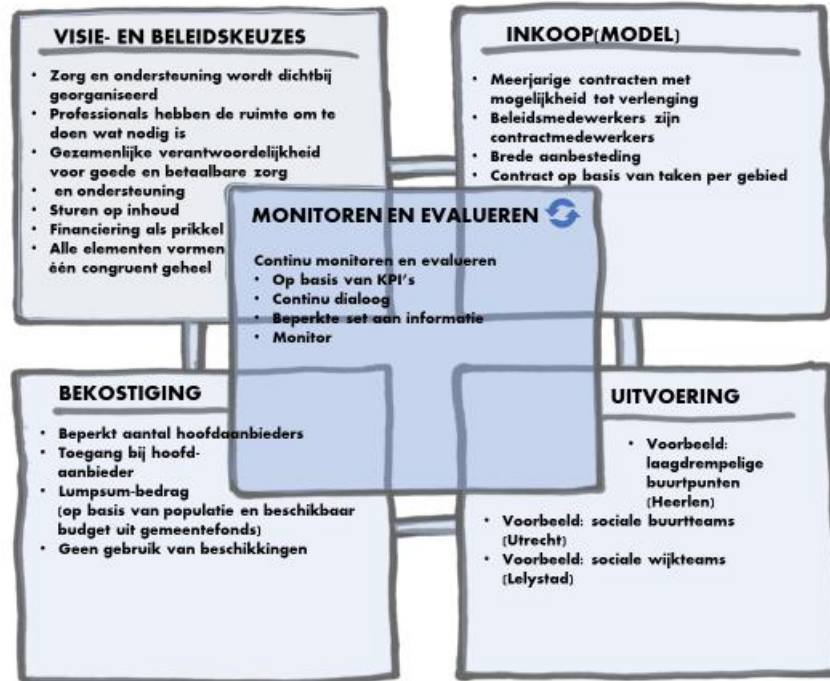 VISIE- EN BELEIDSKEUZES
• Zorg en ondersteuning wordt dichtbij
georganiseerd
• Professionals hebben de ruimte om te
doen wat nodig is
• Gezamenlijke verantwoordelijkheid
voor goede en betaalbare zorg
• en ondersteuning
• Sturen op inhoud
• Financiering als prikkel
• Alle elementen vormen
één congruent geheel
INKOOP(MODEL)
• Meerjarige contracten met
mogelijkheid tot verlenging
• Beleidsmedewerkers zijn
contractmedewerkers
• Brede aanbesteding
• Contract op basis van taken per gebied
MONITOREN EN EVALUEREN
Continu monitoren en evalueren
• Op basis van KPI's
• Continu dialoog
• Beperkte set aan informatie
• Monitor
BEKOSTIGING
• Beperkt aantal hoofdaanbieders
• Toegang bij hoofd-
aanbieder
• Lumpsum-bedrag
(op basis van populatie en beschikbaar
budget uit gemeentefonds)
• Geen gebruik van beschikkingen
UITVOERING
• Voorbeeld:
laagdrempelige
buurtpunten
(Heerlen)
• Voorbeeld: sociale buurtteams
(Utrecht)
• Voorbeeld: sociale wijkteams
(Lelystad)